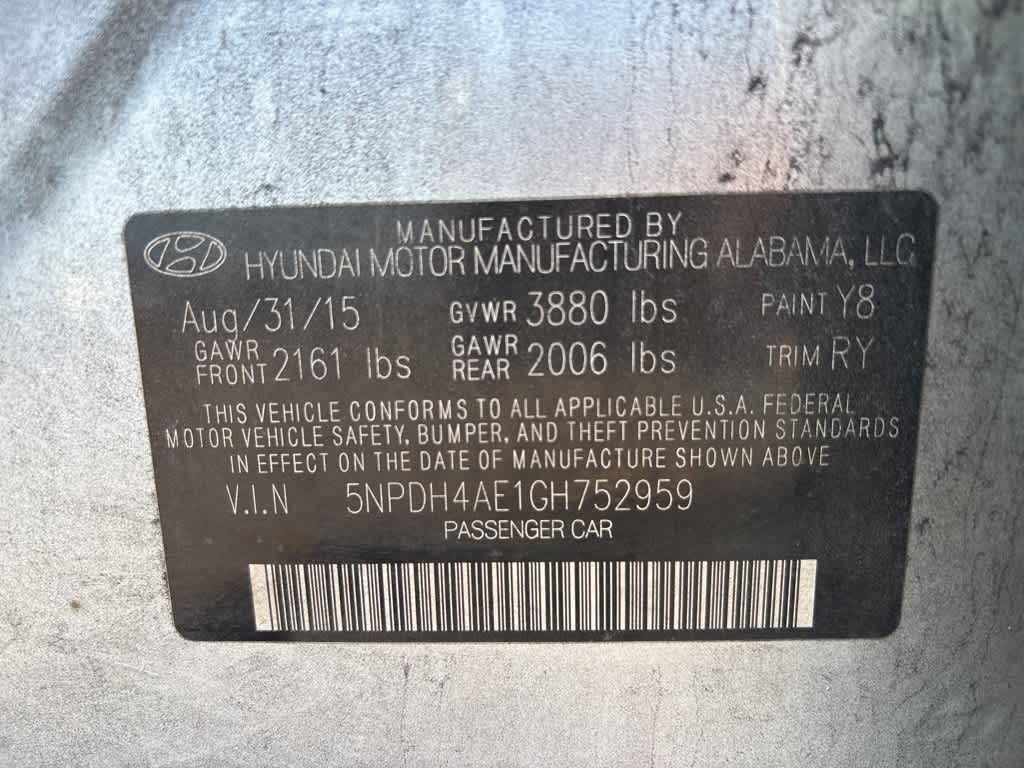 MANUFACTURED BY
HYUNDAI MOTOR MANUFACTURING ALABAMA, LLC
Aug/31/15 GVWR 3880 lbs PAINT Y8
GAWR FRONT 2161 lbs GAWR REAR 2006 lbs TRIM RY
THIS VEHICLE CONFORMS TO ALL APPLICABLE U.S.A. FEDERAL
MOTOR VEHICLE SAFETY, BUMPER, AND THEFT PREVENTION STANDARDS
IN EFFECT ON THE DATE OF MANUFACTURE SHOWN ABOVE
V.I.N 5NPDH4AE1GH752959
PASSENGER CAR